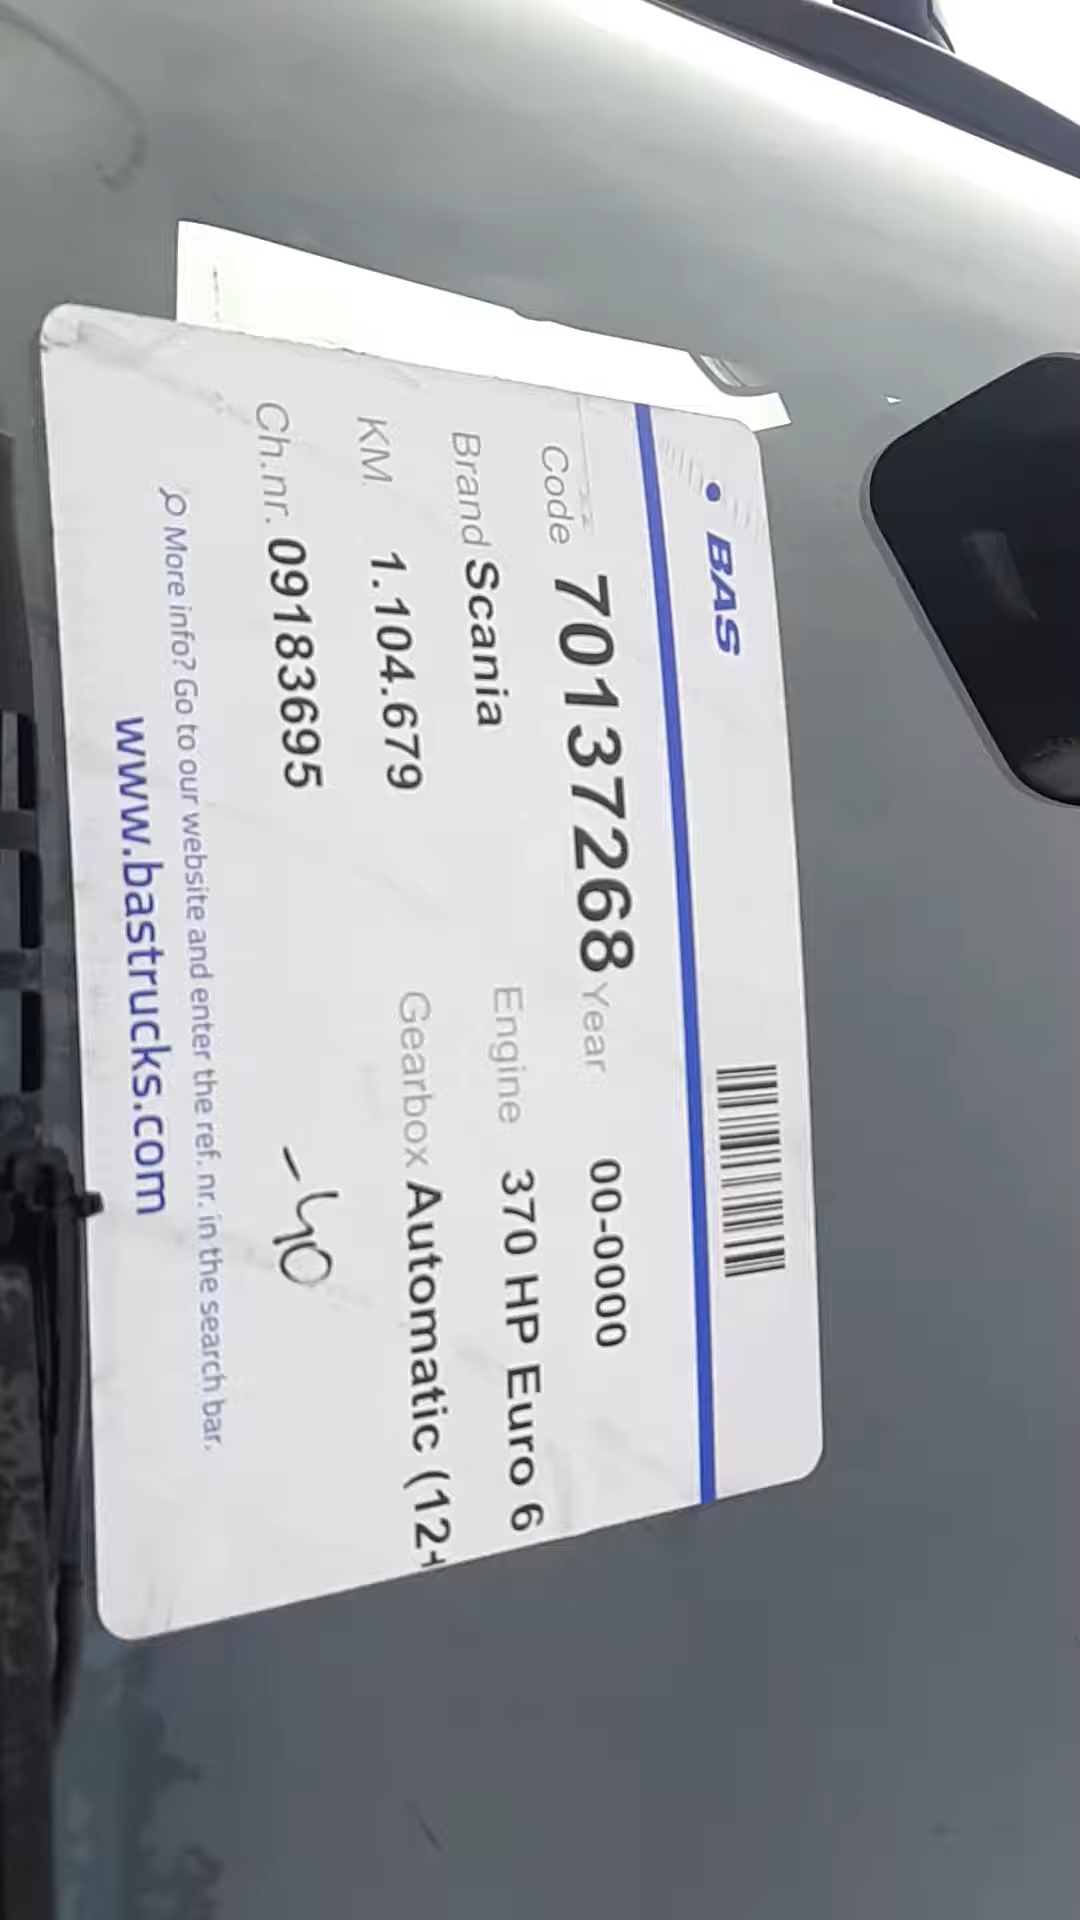 BAS
Code 70137268 Year 00-0000
Brand Scania Engine 370 HP Euro 6
KM 1.104.679 Gearbox Automatic (12+
Ch.nr. 09183695 -40
More info? Go to our website and enter the ref. nr. in the search bar.
www.bastrucks.com